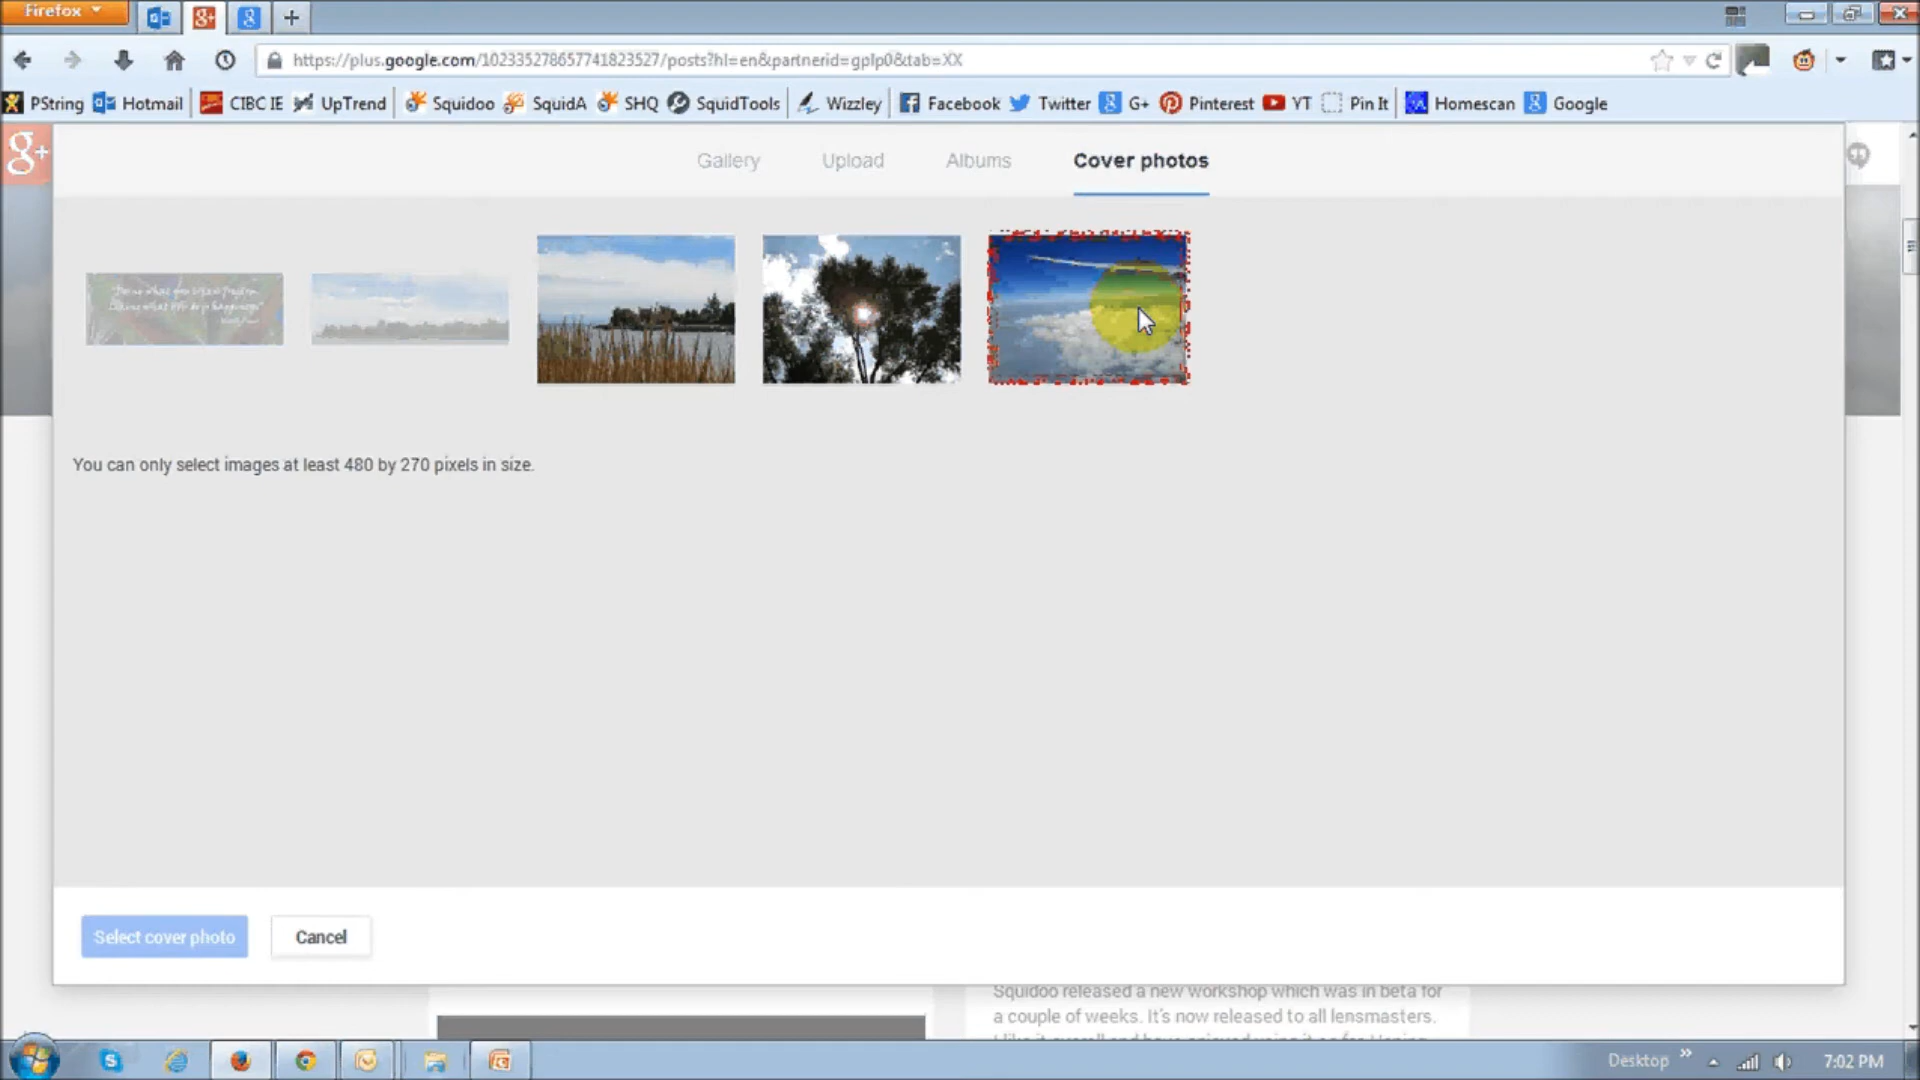 Firefox
https://plus.google.com/102335278657741823527/posts?hl=en&partnerid=gplp0&tab=XX
PString Hotmail CIBC IE UpTrend Squidoo SquidA SHQ SquidTools Wizzley Facebook Twitter G+ Pinterest YT Pin It Homescan Google
g+
Gallery Upload Albums Cover photos
You can only select images at least 480 by 270 pixels in size.
Select cover photo Cancel
Squidoo released a new workshop which was in beta for
a couple of weeks. It's now released to all lensmasters.
Desktop 7:02 PM